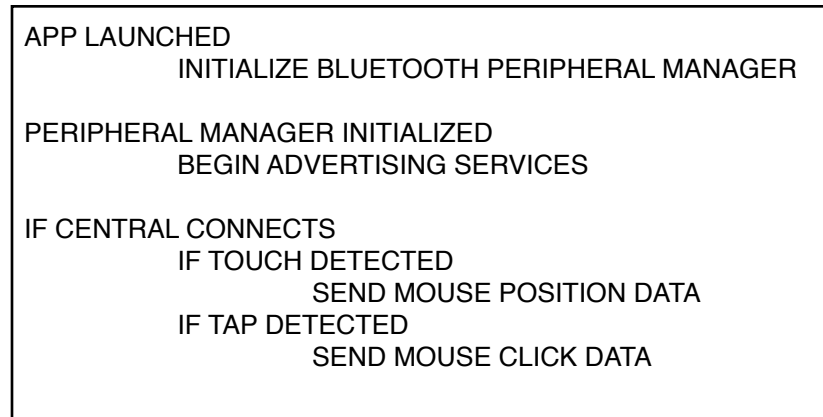 APP LAUNCHED
INITIALIZE BLUETOOTH PERIPHERAL MANAGER
PERIPHERAL MANAGER INITIALIZED
BEGIN ADVERTISING SERVICES
IF CENTRAL CONNECTS
IF TOUCH DETECTED
SEND MOUSE POSITION DATA
IF TAP DETECTED
SEND MOUSE CLICK DATA